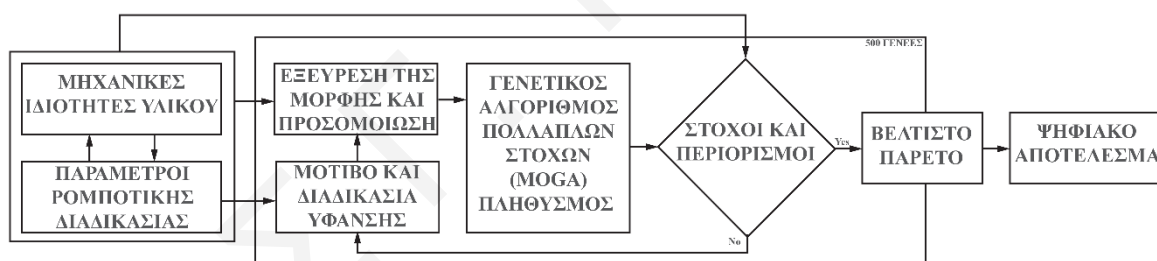 500 ΓΕΝΕΕΣ
ΜΗΧΑΝΙΚΕΣ
ΙΔΙΟΤΗΤΕΣ ΥΛΙΚΟΥ
ΠΑΡΑΜΕΤΡΟΙ
ΡΟΜΠΟΤΙΚΗΣ
ΔΙΑΔΙΚΑΣΙΑΣ
ΕΞΕΥΡΕΣΗ ΤΗΣ
ΜΟΡΦΗΣ ΚΑΙ
ΠΡΟΣΟΜΟΙΩΣΗ
ΜΟΤΙΒΟ ΚΑΙ
ΔΙΑΔΙΚΑΣΙΑ
ΥΦΑΝΣΗΣ
ΓΕΝΕΤΙΚΟΣ
ΑΛΓΟΡΙΘΜΟΣ
ΠΟΛΛΑΠΛΩΝ
ΣΤΟΧΩΝ
(MOGA)
ΠΛΗΘΥΣΜΟΣ
ΣΤΟΧΟΙ ΚΑΙ
ΠΕΡΙΟΡΙΣΜΟΙ
Yes
No
ΒΕΛΤΙΣΤΟ
ΠΑΡΕΤΟ
ΨΗΦΙΑΚΟ
ΑΠΟΤΕΛΕΣΜΑ